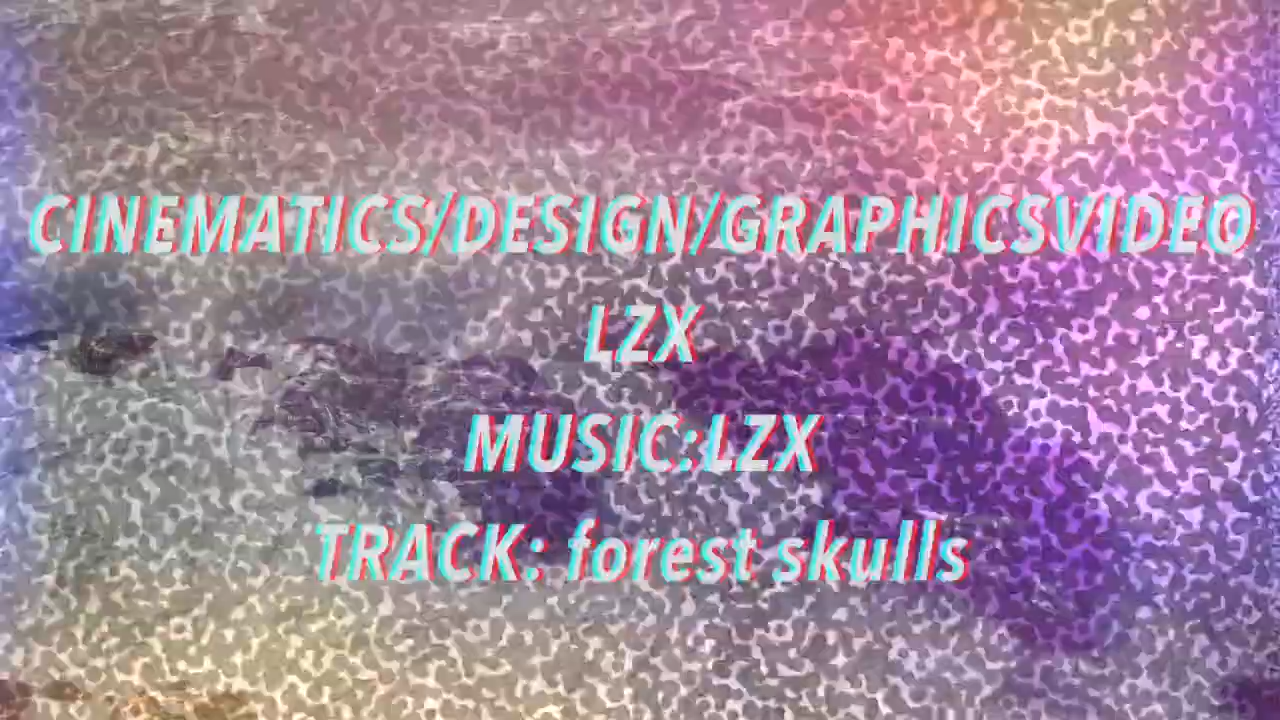 CINEMATICS/DESIGN/GRAPHICSVIDEO
LZX
MUSIC:LZX
TRACK: forest skulls